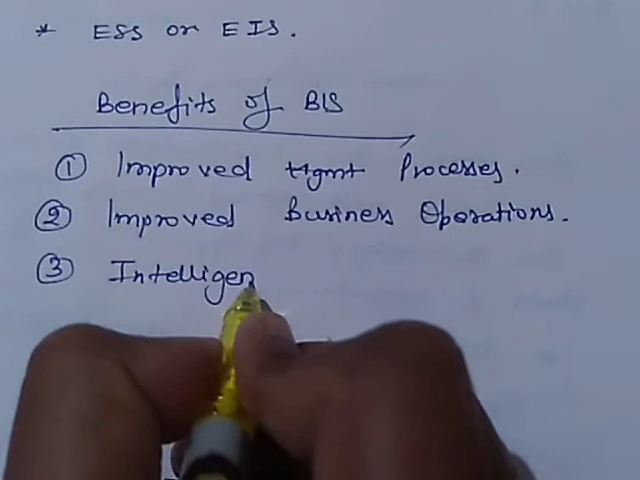 * ESS or EIS.
Benefits of BIS
① Improved Mgmt Processes.
② Improved Business Operations.
③ Intelligen